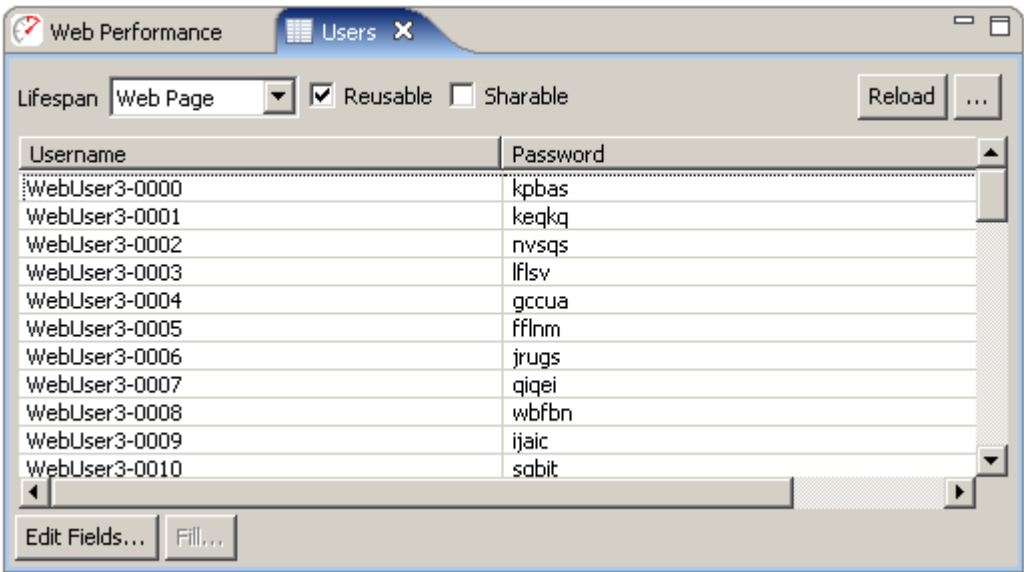 Web Performance Users
Lifespan Web Page Reusable Sharable Reload ...
Username Password
WebUser3-0000 kpbas
WebUser3-0001 keqkq
WebUser3-0002 nvsqs
WebUser3-0003 lflsv
WebUser3-0004 gccua
WebUser3-0005 fflnm
WebUser3-0006 jrugs
WebUser3-0007 qiqei
WebUser3-0008 wbfbn
WebUser3-0009 ijaic
WebUser3-0010 sqbit
Edit Fields... Fill...